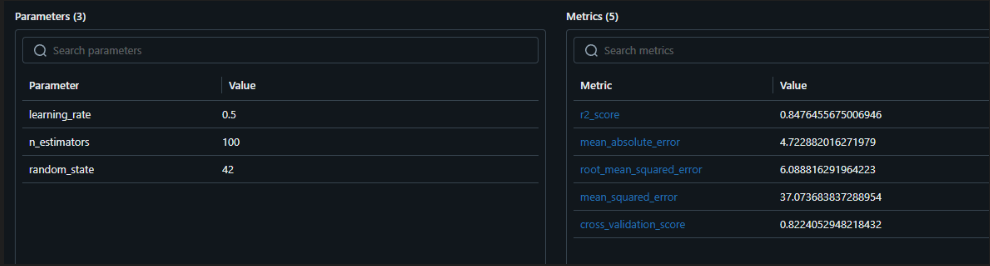 Parameters (3)
Search parameters
Parameter Value
learning_rate 0.5
n_estimators 100
random_state 42
Metrics (5)
Search metrics
Metric Value
r2_score 0.8476455675006946
mean_absolute_error 4.722882016271979
root_mean_squared_error 6.088816291964223
mean_squared_error 37.073683837288954
cross_validation_score 0.8224052948218432